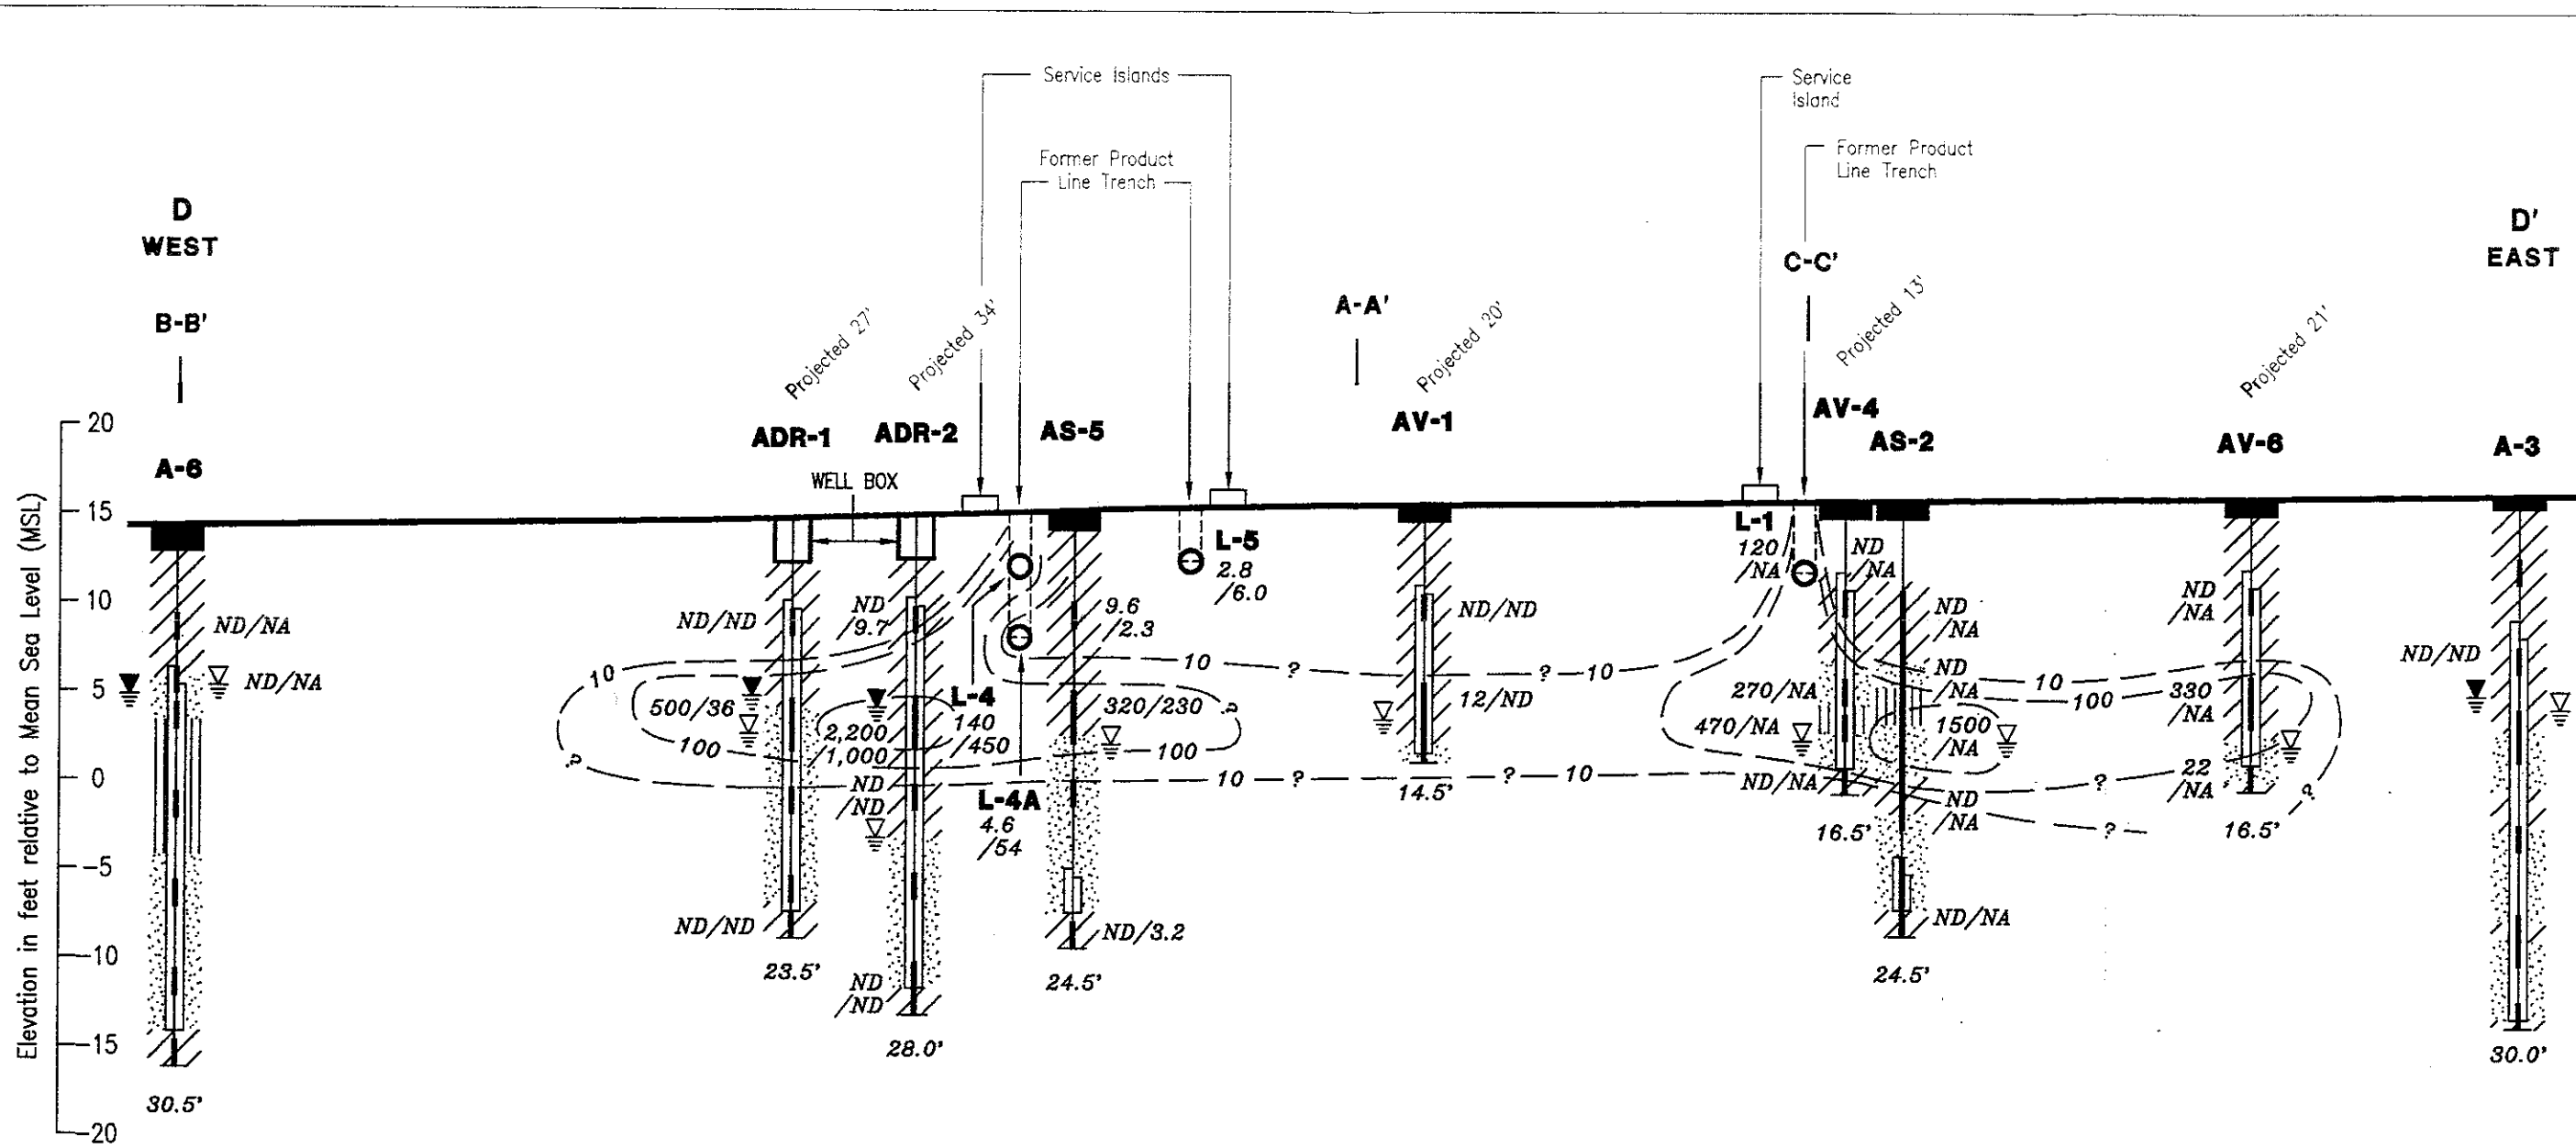 Service Islands
Service
Island
Former Product
Line Trench
Former Product
Line Trench
D
WEST
D'
EAST
B-B'
A-A'
C-C'
Projected 27'
Projected 34'
Projected 20'
Projected 13'
Projected 21'
A-6
ADR-1
ADR-2
AS-5
AV-1
AV-4
AS-2
AV-6
A-3
WELL BOX
Elevation in feet relative to Mean Sea Level (MSL)
20
15
10
5
0
-5
-10
-15
-20
ND/NA
ND/NA
30.5'
ND/ND
500/36
ND/ND
23.5'
ND
/9.7
2,200
/1,000
ND
/ND
ND
/ND
28.0'
L-4
140
/450
L-4A
4.6
/54
9.6
/2.3
320/230
ND/3.2
24.5'
L-5
2.8
/6.0
ND/ND
12/ND
14.5'
L-1
120
/NA
ND
/NA
270/NA
470/NA
ND/NA
16.5'
ND
/NA
ND
/NA
1500
/NA
ND
/NA
ND/NA
24.5'
ND
/NA
330
/NA
22
/NA
16.5'
ND/ND
30.0'
10
?
100
?
100
10
?
10
10
?
?
10
10
100
?
?
?